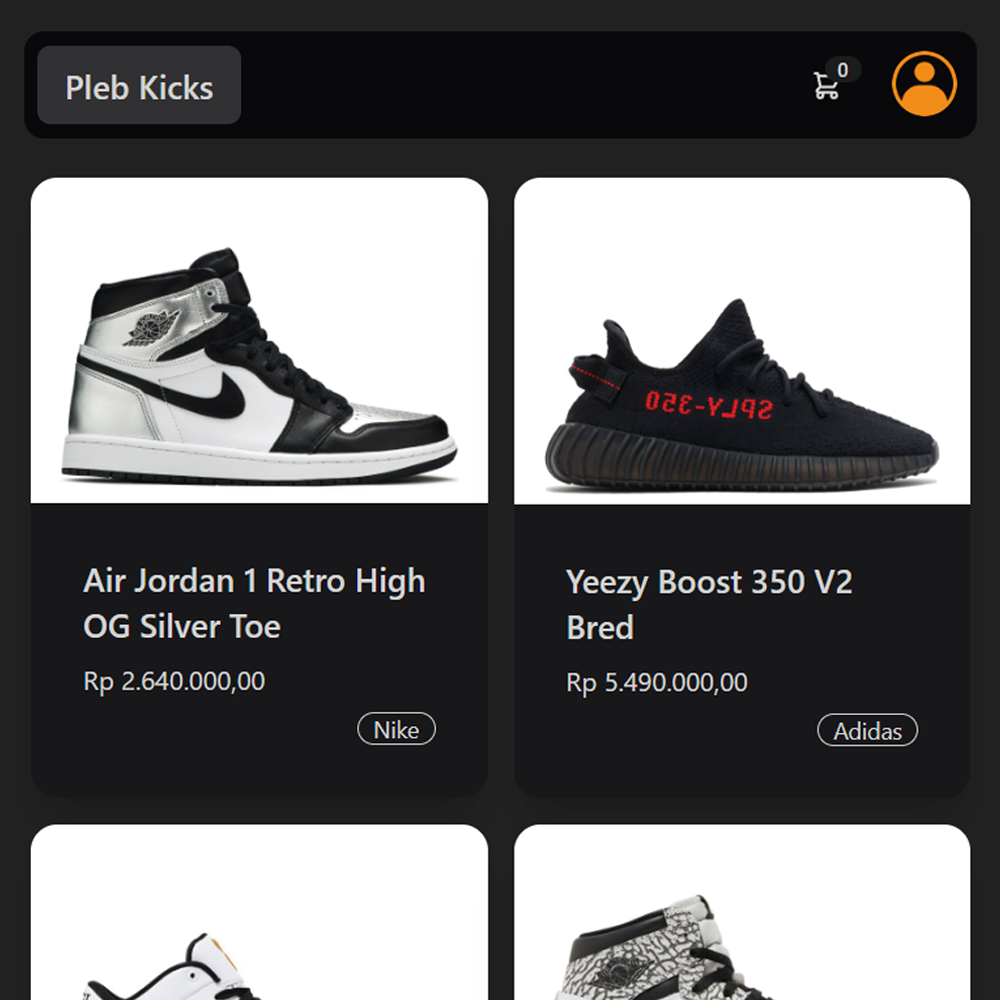 Pleb Kicks
0
SPLY-350
Air Jordan 1 Retro High
OG Silver Toe
Rp 2.640.000,00
Nike
Yeezy Boost 350 V2
Bred
Rp 5.490.000,00
Adidas